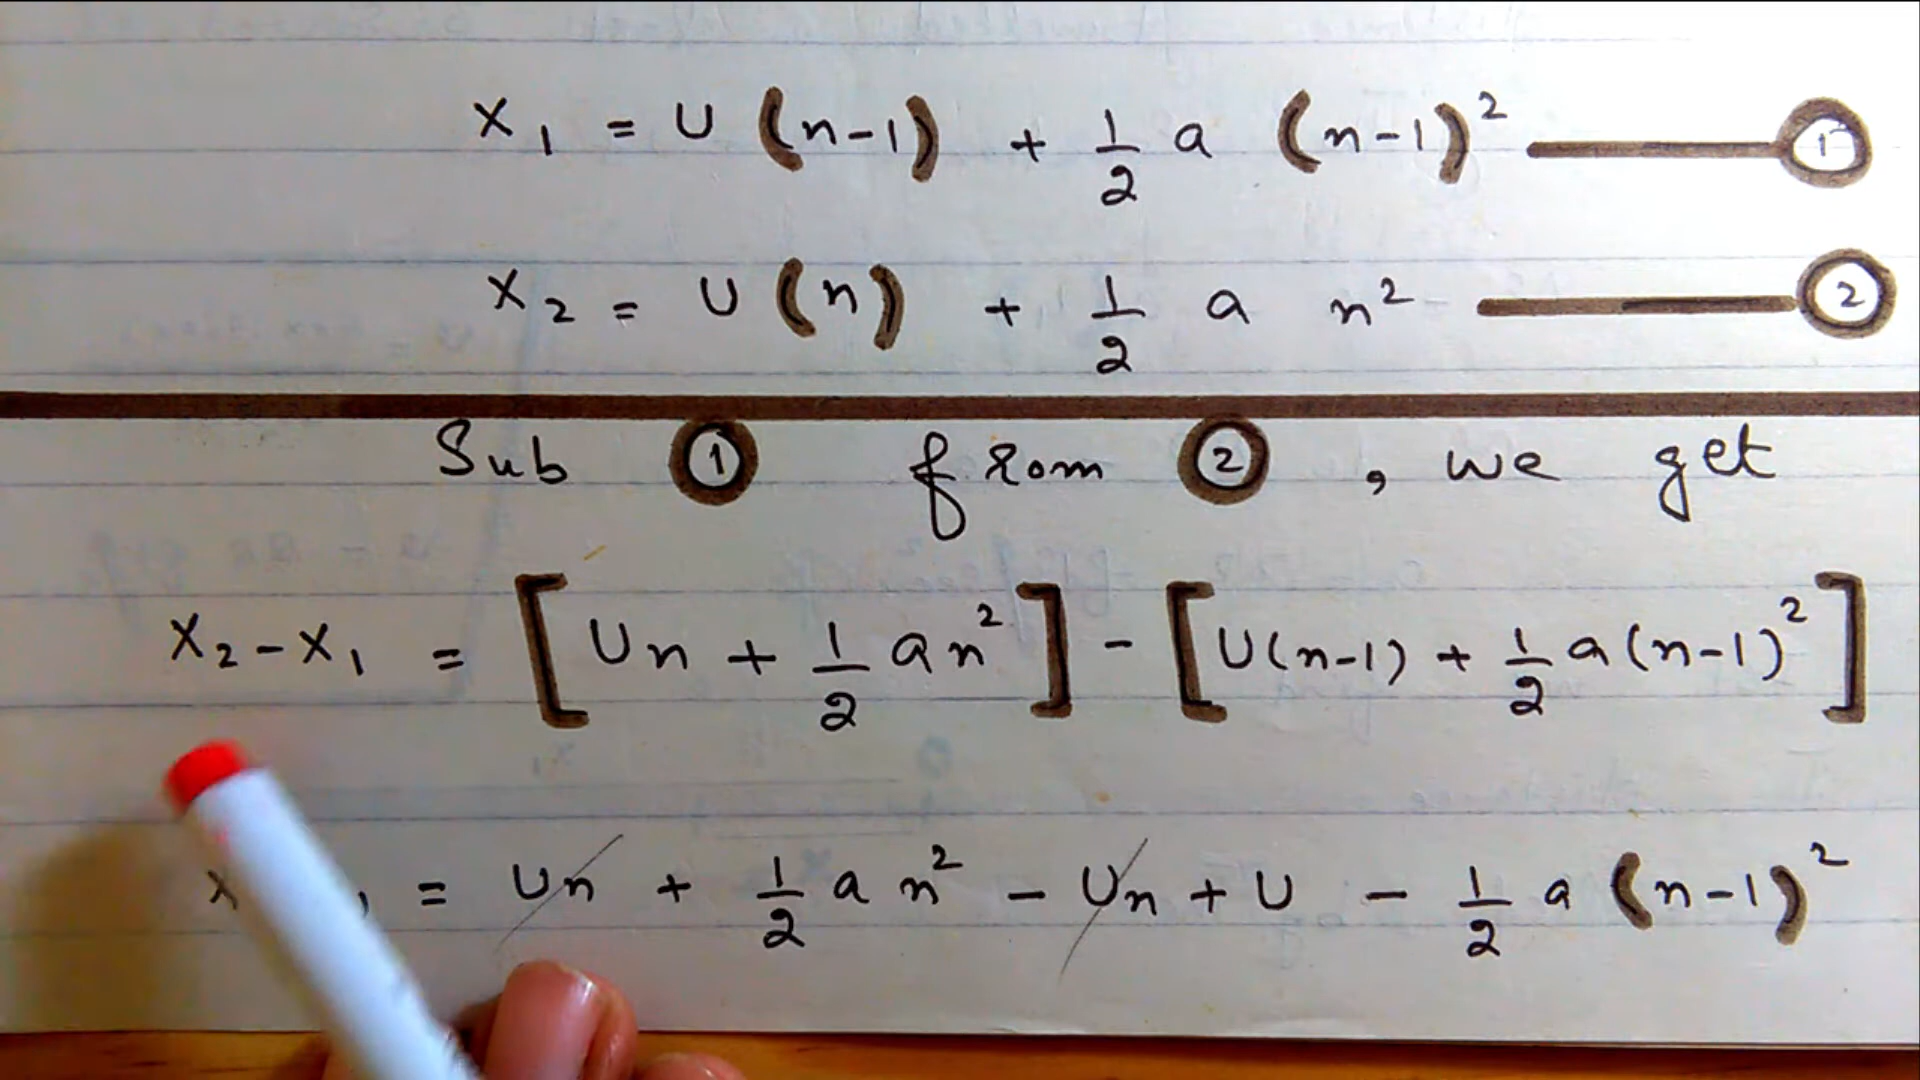 x₁ = U (n-1) + 1/2 a (n-1)² ——— ①
x₂ = U (n) + 1/2 a n² ——— ②
Sub ① from ② , we get
x₂ - x₁ = [Un + 1/2 an²] - [U(n-1) + 1/2 a(n-1)²]
= Un + 1/2 a n² - Un + U - 1/2 a (n-1)²